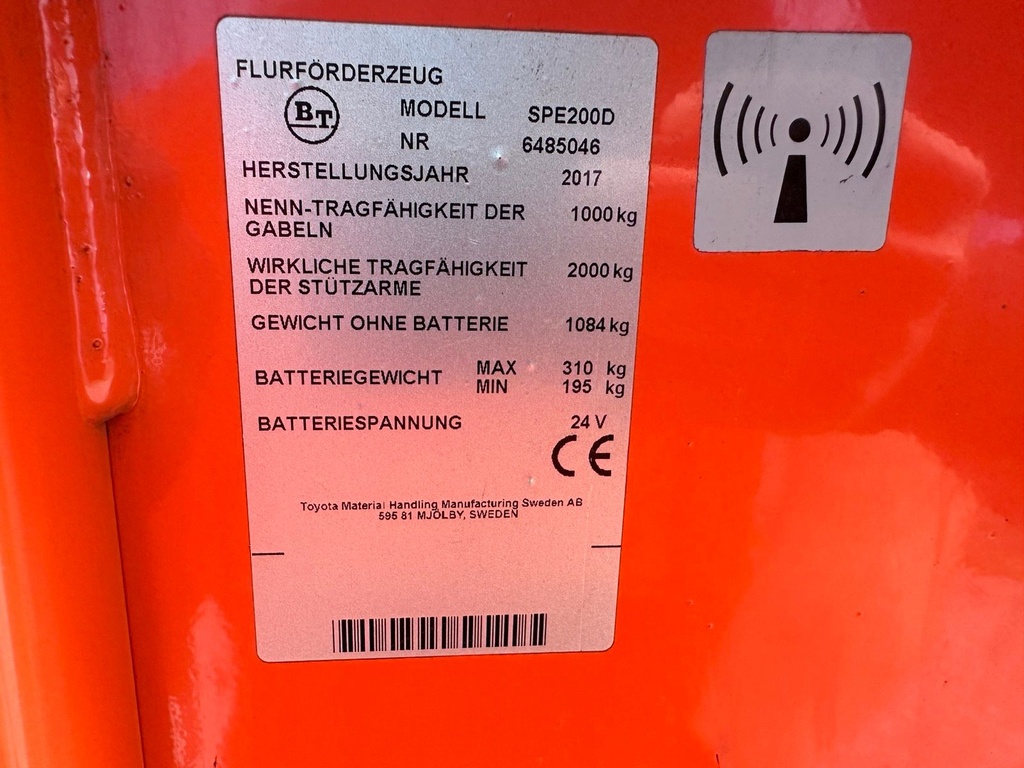 FLURFÖRDERZEUG
BT
MODELL SPE200D
NR 6485046
HERSTELLUNGSJAHR 2017
NENN-TRAGFÄHIGKEIT DER 1000 kg
GABELN
WIRKLICHE TRAGFÄHIGKEIT 2000 kg
DER STÜTZARME
GEWICHT OHNE BATTERIE 1084 kg
BATTERIEGEWICHT MAX 310 kg
MIN 195 kg
BATTERIESPANNUNG 24 V
CE
Toyota Material Handling Manufacturing Sweden AB
595 81 MJÖLBY, SWEDEN